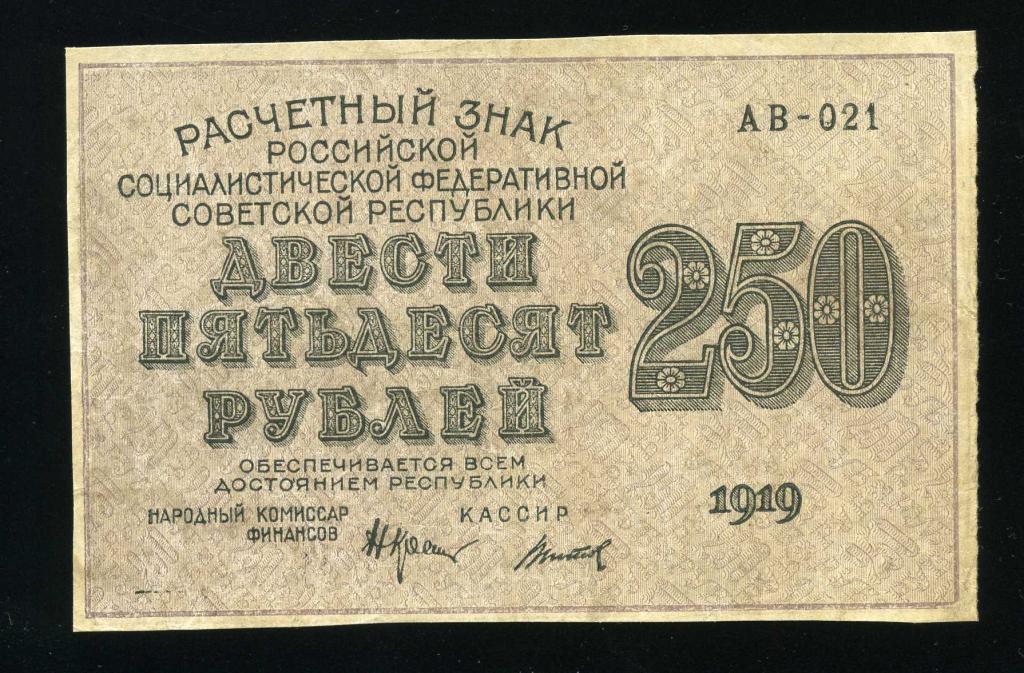 РАСЧЕТНЫЙ ЗНАК
РОССИЙСКОЙ
СОЦИАЛИСТИЧЕСКОЙ ФЕДЕРАТИВНОЙ
СОВЕТСКОЙ РЕСПУБЛИКИ
АВ-021
ДВЕСТИ
ПЯТЬДЕСЯТ
РУБЛЕЙ
250
ОБЕСПЕЧИВАЕТСЯ ВСЕМ
ДОСТОЯНИЕМ РЕСПУБЛИКИ
НАРОДНЫЙ КОМИССАР
ФИНАНСОВ
КАССИР
1919